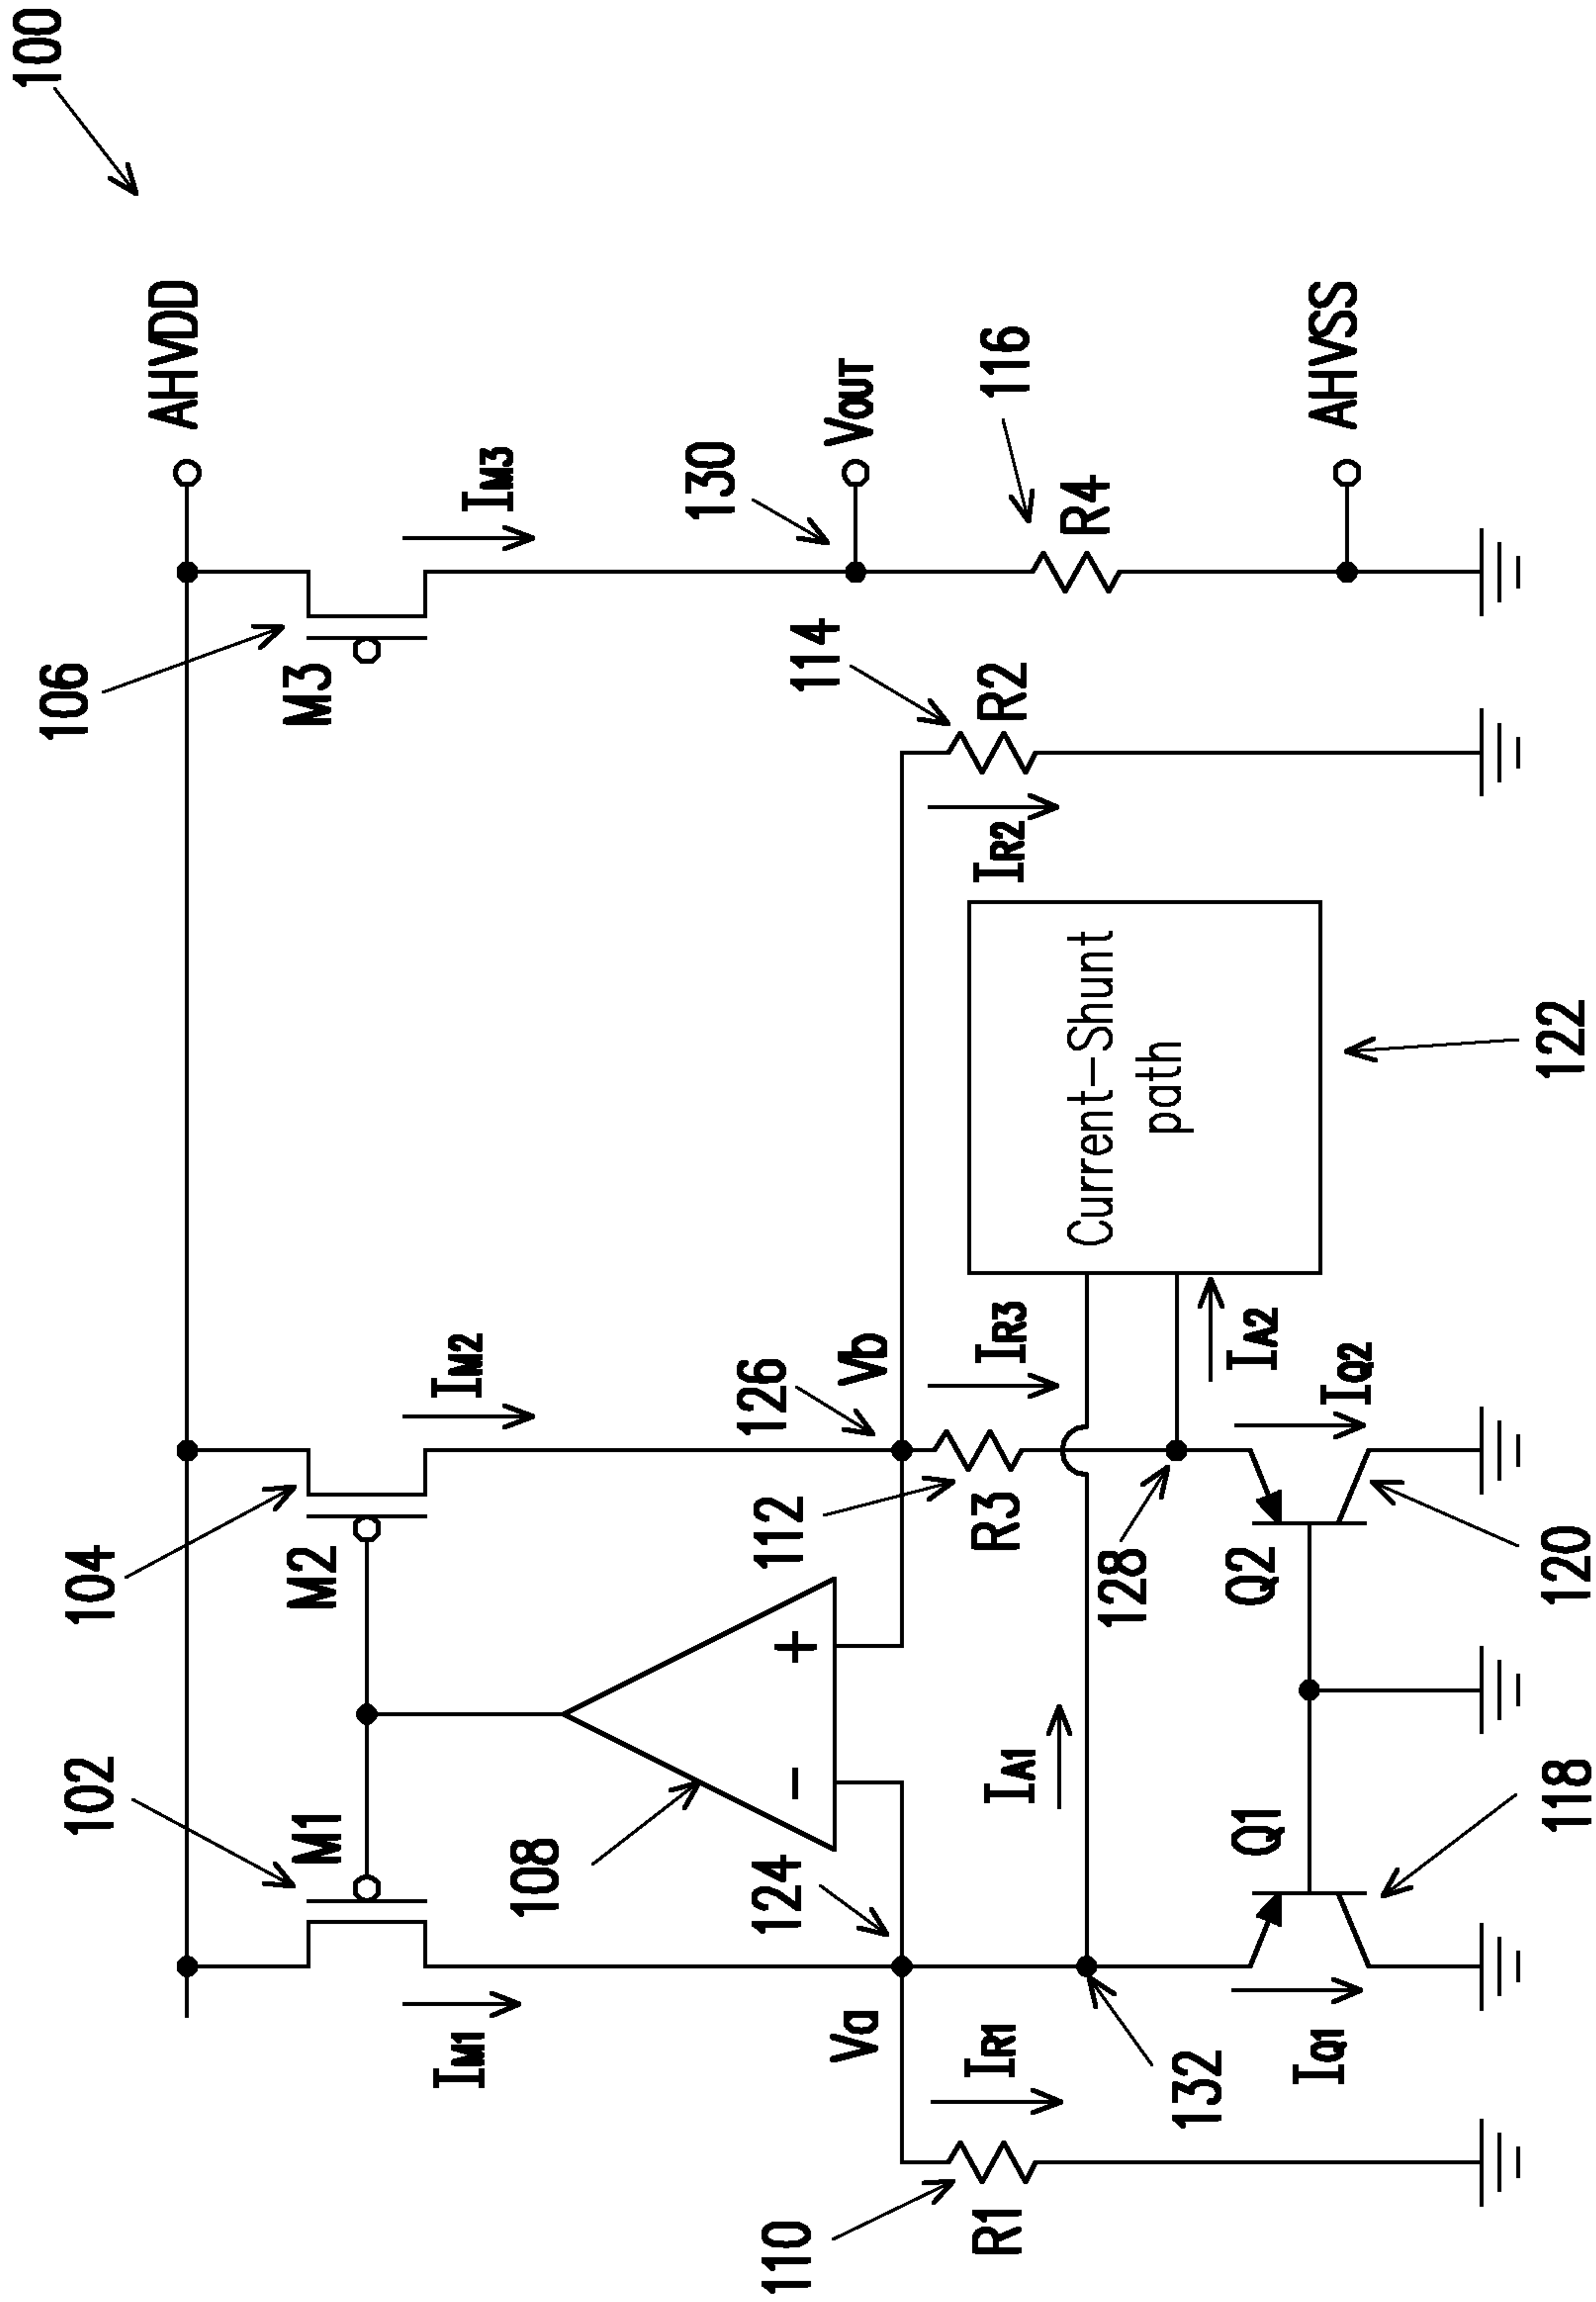 100
AHVDD
106
M3
IM3
104
M2
IM2
102
M1
IM1
130
VOUT
108
−
+
126
Vb
124
Va
114
R2
IR2
116
R4
AHVSS
112
R3
IR3
110
R1
IR1
Current-Shunt
path
122
IA1
128
IA2
132
Q1
IQ1
118
Q2
IQ2
120